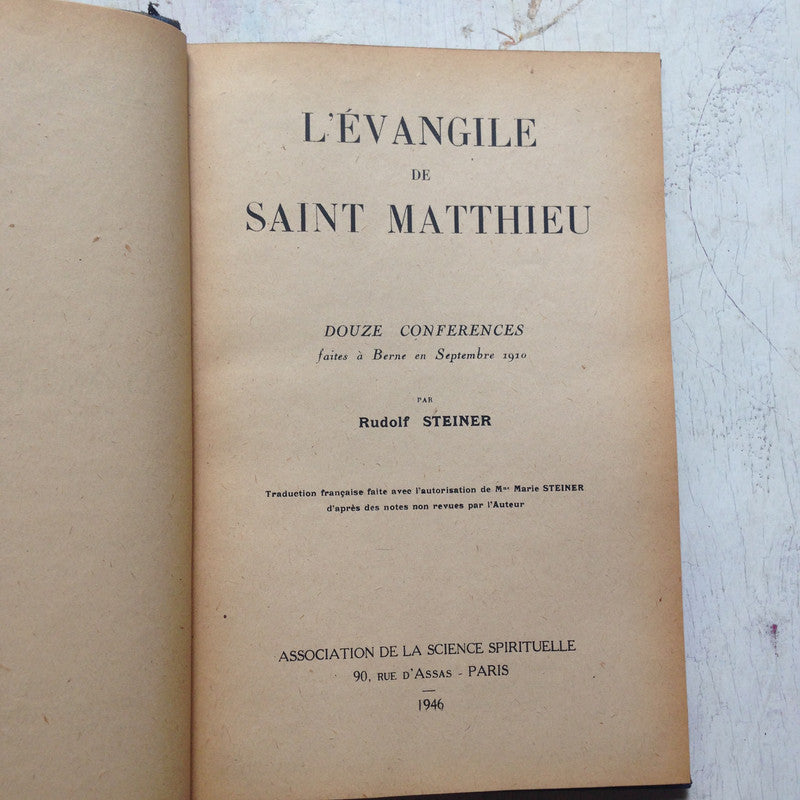 L'ÉVANGILE
DE
SAINT MATTHIEU
DOUZE CONFERENCES
faites à Berne en Septembre 1910
PAR
Rudolf STEINER
Traduction française faite avec l'autorisation de Mme Marie STEINER
d'après des notes non revues par l'Auteur
ASSOCIATION DE LA SCIENCE SPIRITUELLE
90, RUE D'ASSAS - PARIS
1946